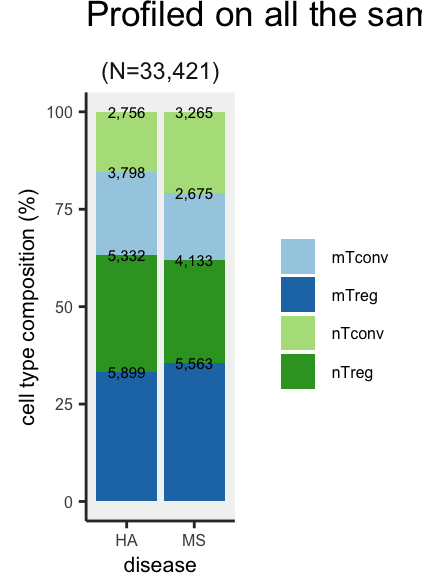 Profiled on all the sam
(N=33,421)
cell type composition (%)
100
75
50
25
0
2,756
3,265
3,798
2,675
5,332
4,133
5,899
5,563
HA
MS
disease
mTconv
mTreg
nTconv
nTreg